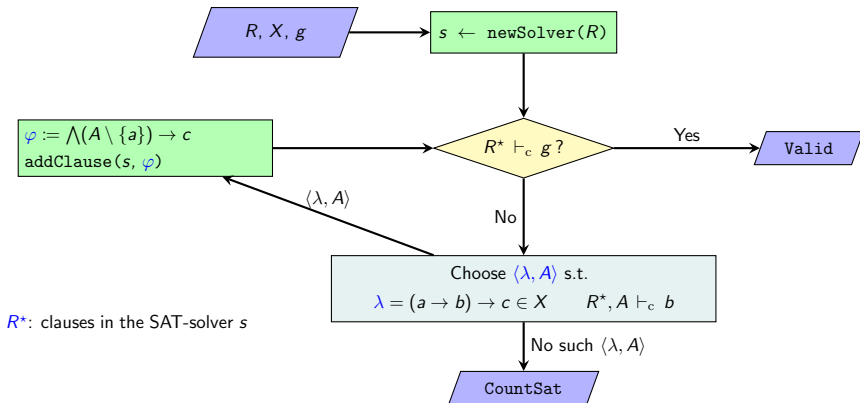 R, X, g
s ← newSolver(R)
φ := ⋀(A \ {a}) → c
addClause(s, φ)
R⋆ ⊢c g ?
Yes
Valid
⟨λ, A⟩
No
Choose ⟨λ, A⟩ s.t.
λ = (a → b) → c ∈ X R⋆, A ⊢c b
R⋆: clauses in the SAT-solver s
No such ⟨λ, A⟩
CountSat